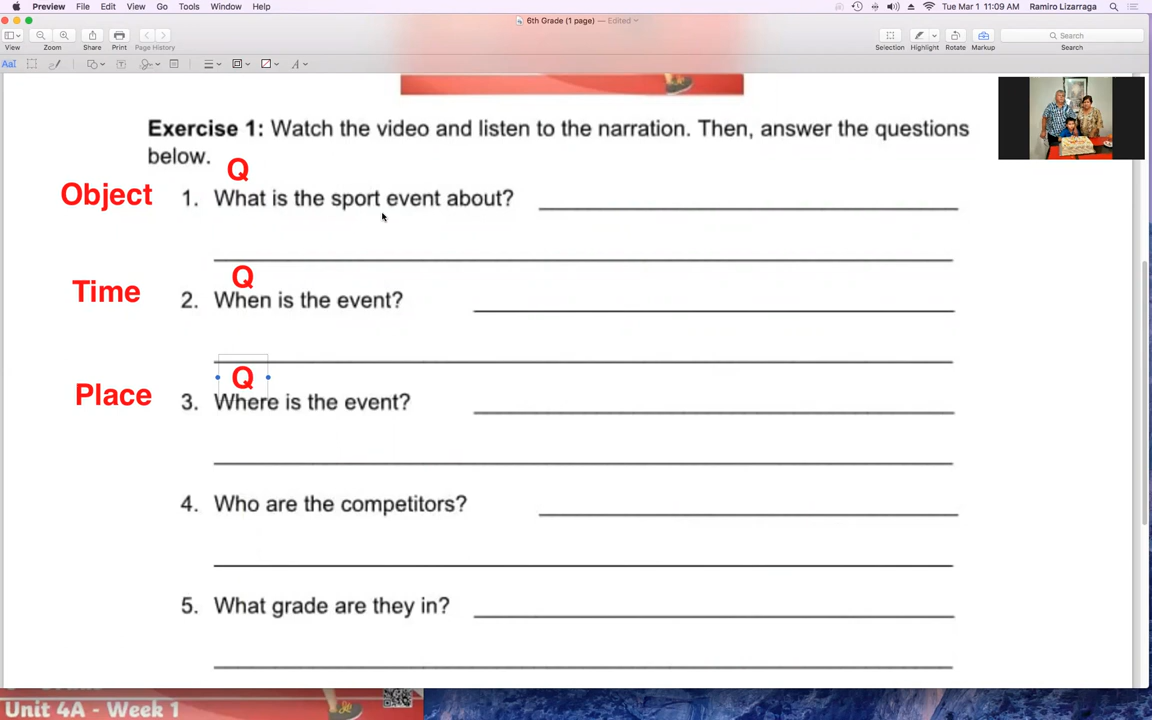 Preview File Edit View Go Tools Window Help Tue Mar 1 11:09 AM Ramiro Lizarraga
6th Grade (1 page) — Edited
View Zoom Share Print Page History Selection Highlight Rotate Markup Search
Search
Exercise 1: Watch the video and listen to the narration. Then, answer the questions
below.
Q
Object 1. What is the sport event about?
Q
Time 2. When is the event?
Q
Place 3. Where is the event?
4. Who are the competitors?
5. What grade are they in?
Unit 4A - Week 1